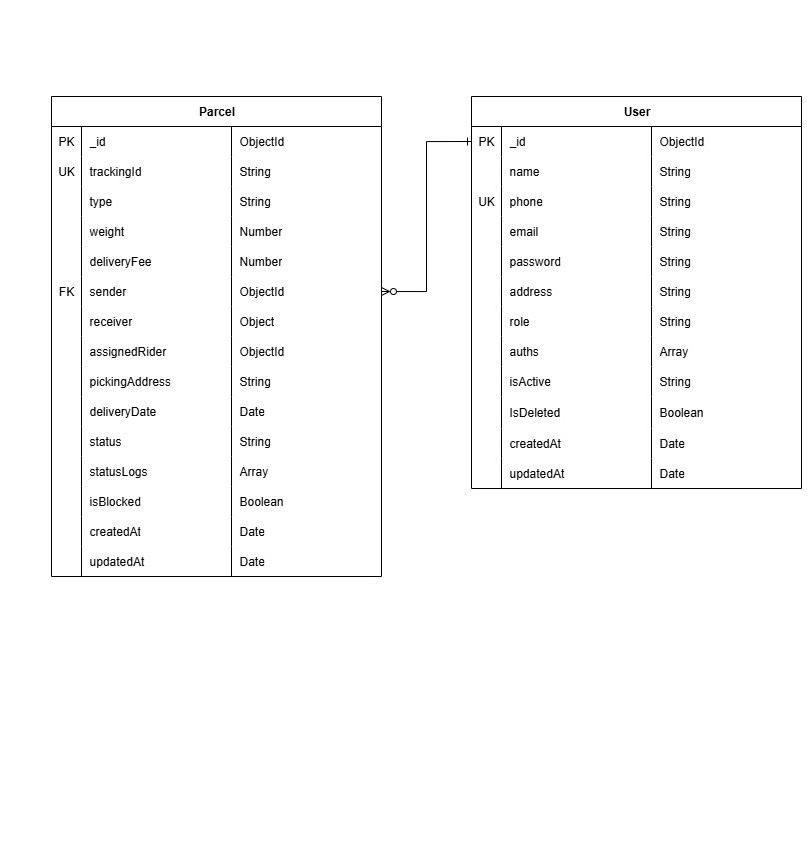 Parcel
PK _id ObjectId
UK trackingId String
type String
weight Number
deliveryFee Number
FK sender ObjectId
receiver Object
assignedRider ObjectId
pickingAddress String
deliveryDate Date
status String
statusLogs Array
isBlocked Boolean
createdAt Date
updatedAt Date
User
PK _id ObjectId
name String
UK phone String
email String
password String
address String
role String
auths Array
isActive String
IsDeleted Boolean
createdAt Date
updatedAt Date